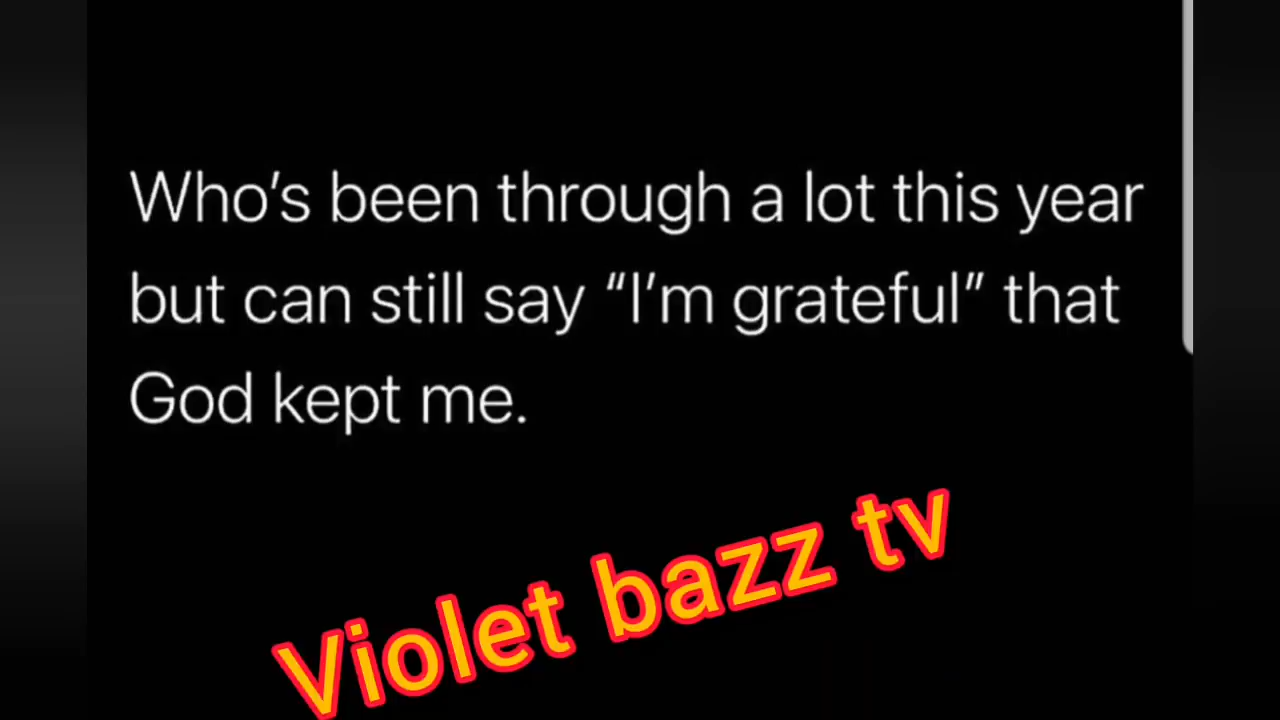 Who’s been through a lot this year
but can still say “I’m grateful” that
God kept me.
Violet bazz tv